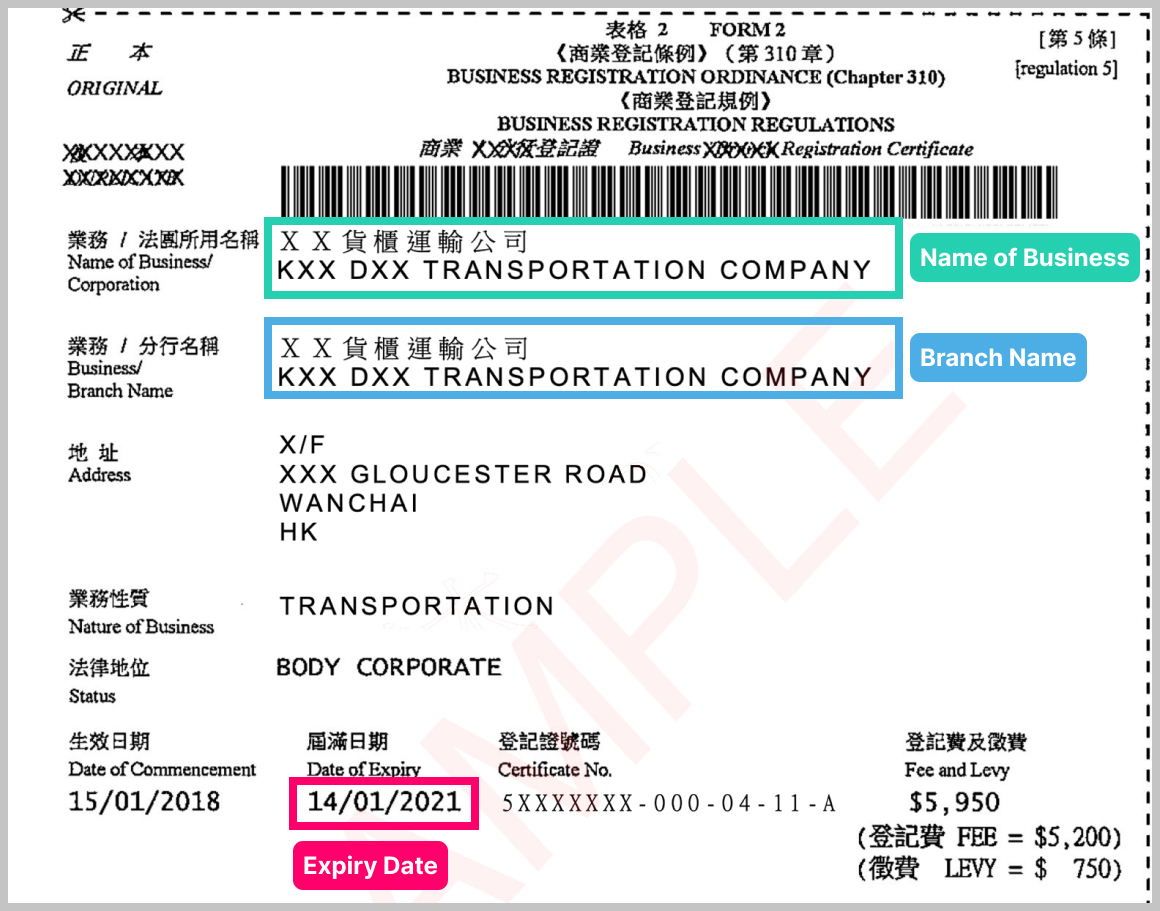 表格 2 FORM 2
《商業登記條例》（第 310 章）
[第 5 條]
正 本
BUSINESS REGISTRATION ORDINANCE (Chapter 310)
[regulation 5]
ORIGINAL
《商業登記規例》
BUSINESS REGISTRATION REGULATIONS
商業 登記證 Business Registration Certificate
業務 / 法團所用名稱
XX貨櫃運輸公司
Name of Business/
Corporation
KXX DXX TRANSPORTATION COMPANY
Name of Business
業務 / 分行名稱
XX貨櫃運輸公司
Business/
Branch Name
KXX DXX TRANSPORTATION COMPANY
Branch Name
地 址
Address
X/F
XXX GLOUCESTER ROAD
WANCHAI
HK
業務性質
Nature of Business
TRANSPORTATION
法律地位
Status
BODY CORPORATE
生效日期
Date of Commencement
15/01/2018
屆滿日期
Date of Expiry
14/01/2021
Expiry Date
登記證號碼
Certificate No.
5XXXXXXX-000-04-11-A
登記費及徵費
Fee and Levy
$5,950
(登記費 FEE = $5,200)
(徵費 LEVY = $ 750)
AMPLE